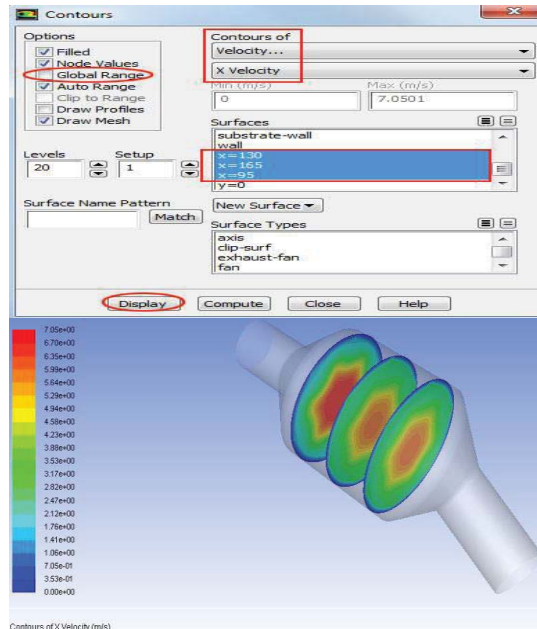 Contours
Options
Filled
Node Values
Global Range
Auto Range
Clip to Range
Draw Profiles
Draw Mesh
Levels
Setup
20
1
Surface Name Pattern
Match
Contours of
Velocity...
X Velocity
Min (m/s)
Max (m/s)
0
7.0501
Surfaces
substrate-wall
wall
x=130
x=165
x=95
y=0
New Surface
Surface Types
axis
clip-surf
exhaust-fan
fan
Display
Compute
Close
Help
7.05e+00
6.70e+00
6.35e+00
5.99e+00
5.64e+00
5.29e+00
4.94e+00
4.58e+00
4.23e+00
3.88e+00
3.53e+00
3.17e+00
2.82e+00
2.47e+00
2.12e+00
1.76e+00
1.41e+00
1.06e+00
7.05e-01
3.53e-01
0.00e+00
Contours of X Velocity (m/s)